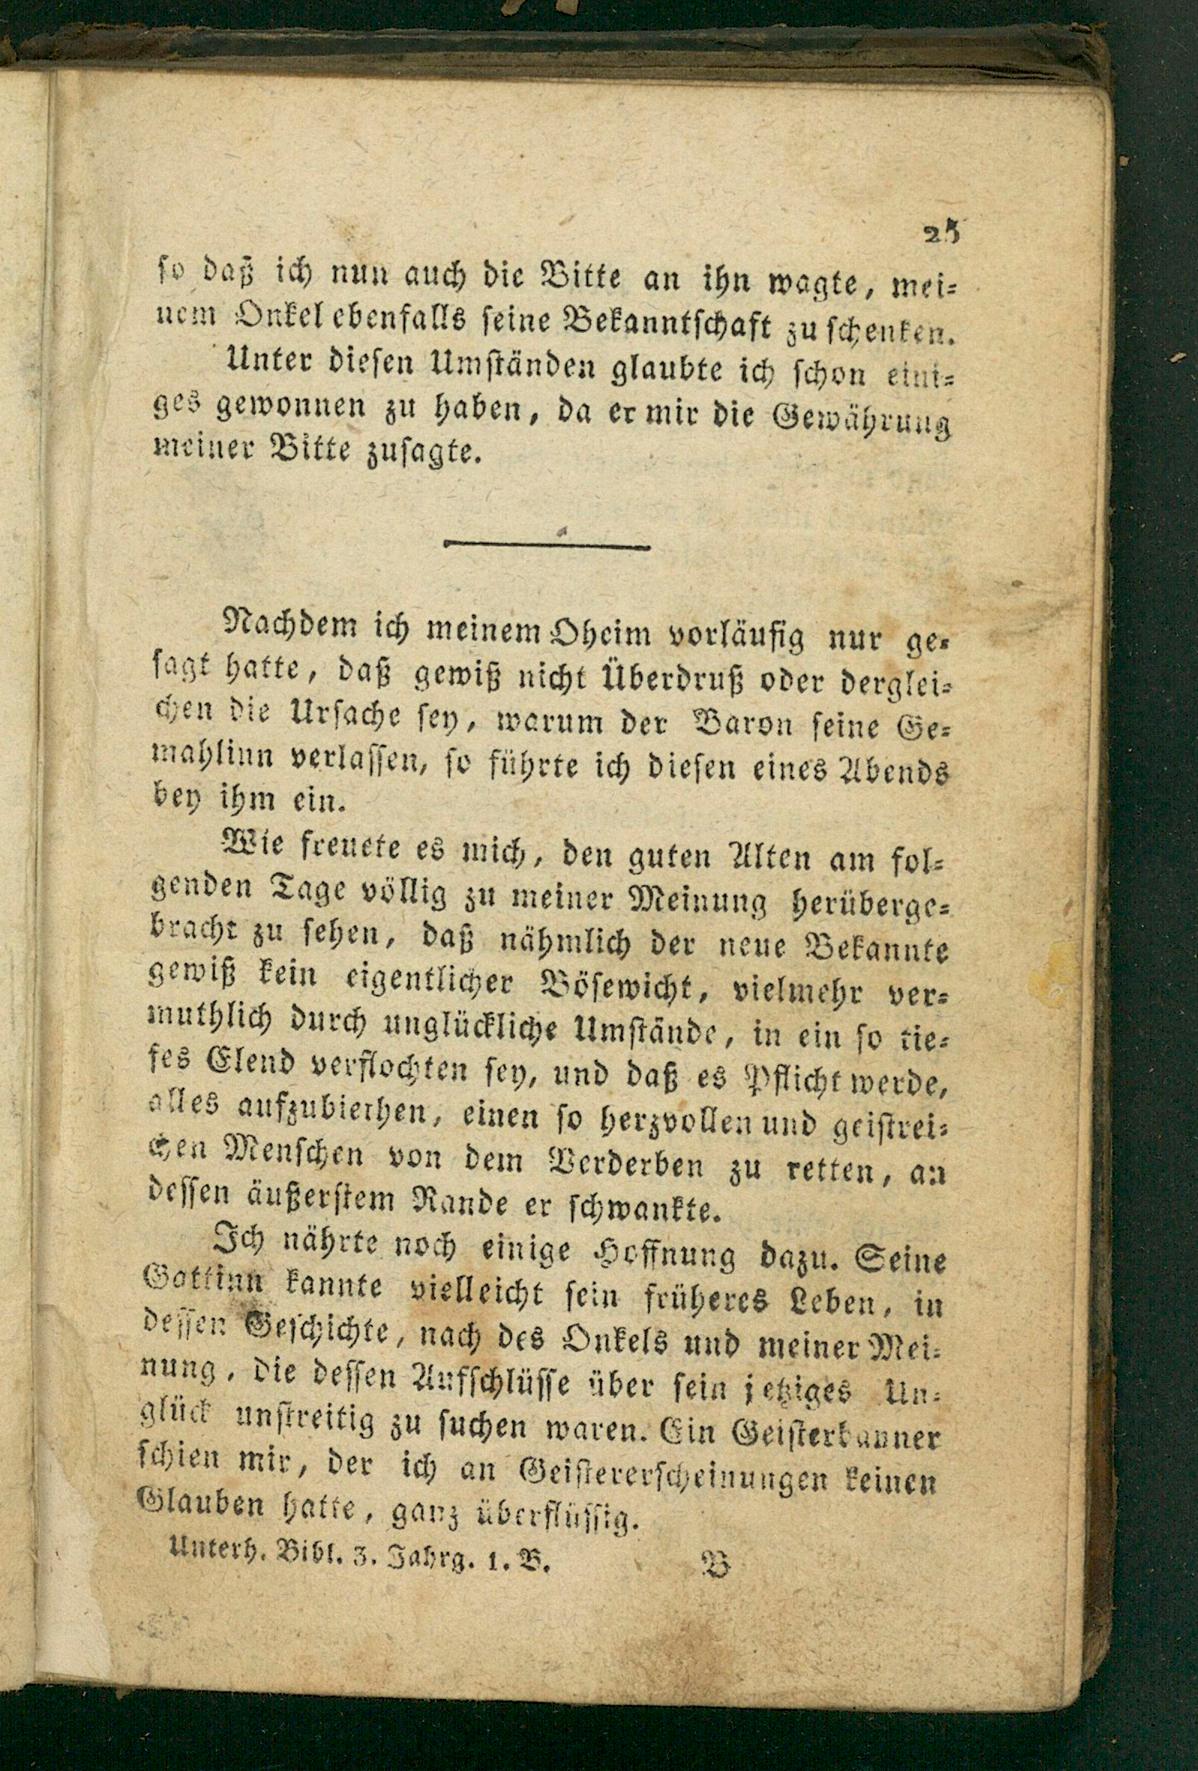 25
so daß ich nun auch die Bitte an ihn wagte, mei-
nem Onkel ebenfalls seine Bekanntschaft zu schenken.
Unter diesen Umständen glaubte ich schon eini-
ges gewonnen zu haben, da er mir die Gewährung
meiner Bitte zusagte.
Nachdem ich meinem Oheim vorläufig nur ge-
sagt hatte, daß gewiß nicht Überdruß oder derglei-
chen die Ursache sey, warum der Baron seine Ge-
mahlinn verlassen, so führte ich diesen eines Abends
bey ihm ein.
Wie freuete es mich, den guten Alten am fol-
genden Tage völlig zu meiner Meinung herüberge-
bracht zu sehen, daß nähmlich der neue Bekannte
gewiß kein eigentlicher Bösewicht, vielmehr ver-
muthlich durch unglückliche Umstände, in ein so tie-
fes Elend verflochten sey, und daß es Pflicht werde,
alles aufzubiethen, einen so herzvollen und geistrei-
chen Menschen von dem Verderben zu retten, an
dessen äußerstem Rande er schwankte.
Ich nährte noch einige Hoffnung dazu. Seine
Gattinn kannte vielleicht sein früheres Leben, in
dessen Geschichte, nach des Onkels und meiner Mei-
nung, die dessen Aufschlüsse über sein jetziges Un-
glück unstreitig zu suchen waren. Ein Geisterbanner
schien mir, der ich an Geistererscheinungen keinen
Glauben hatte, ganz überflüssig.
Unterh. Bibl. 3. Jahrg. 1. B. B